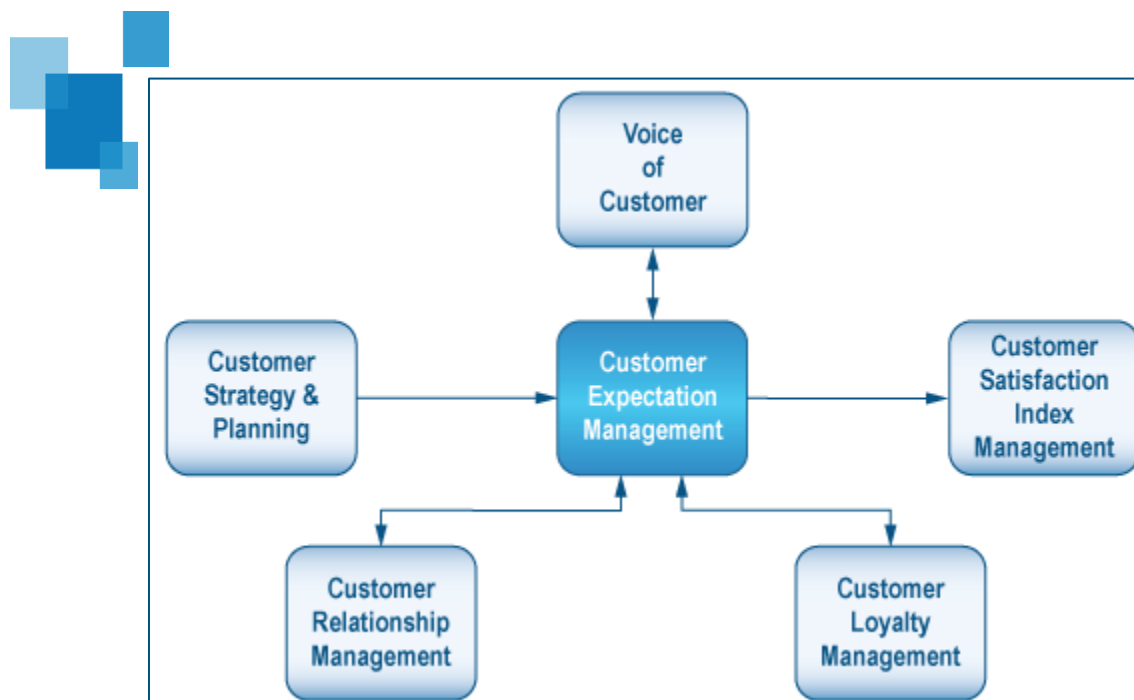 Voice
of
Customer
Customer
Strategy &
Planning
Customer
Expectation
Management
Customer
Satisfaction
Index
Management
Customer
Relationship
Management
Customer
Loyalty
Management